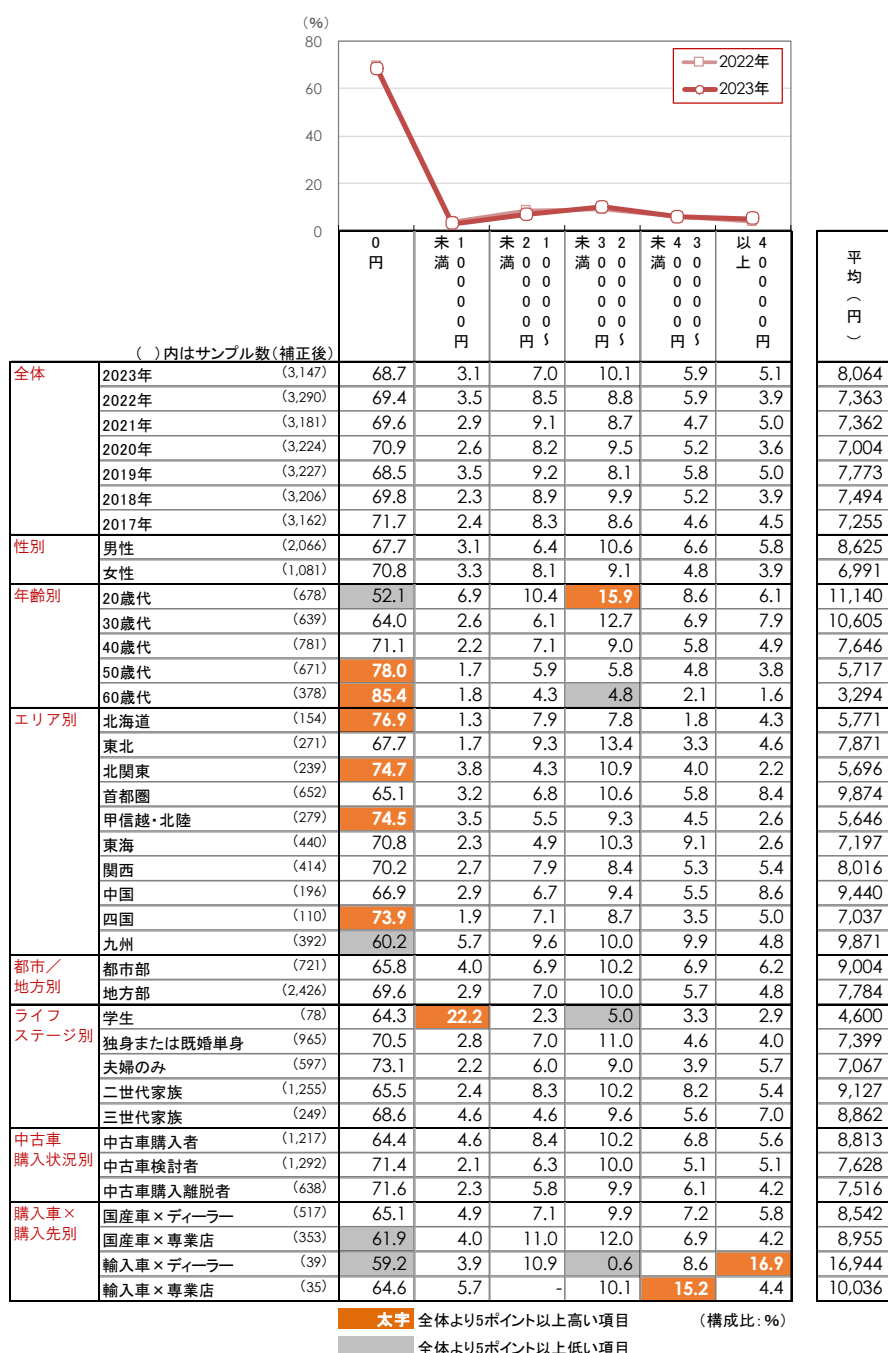 (%)
80
60
40
20
0
2022年
2023年
0円
10000円未満
10000～20000円未満
20000～30000円未満
30000～40000円未満
40000円以上
平均（円）
( )内はサンプル数(補正後)
全体 2023年 (3,147) 68.7 3.1 7.0 10.1 5.9 5.1 8,064
2022年 (3,290) 69.4 3.5 8.5 8.8 5.9 3.9 7,363
2021年 (3,181) 69.6 2.9 9.1 8.7 4.7 5.0 7,362
2020年 (3,224) 70.9 2.6 8.2 9.5 5.2 3.6 7,004
2019年 (3,227) 68.5 3.5 9.2 8.1 5.8 5.0 7,773
2018年 (3,206) 69.8 2.3 8.9 9.9 5.2 3.9 7,494
2017年 (3,162) 71.7 2.4 8.3 8.6 4.6 4.5 7,255
性別 男性 (2,066) 67.7 3.1 6.4 10.6 6.6 5.8 8,625
女性 (1,081) 70.8 3.3 8.1 9.1 4.8 3.9 6,991
年齢別 20歳代 (678) 52.1 6.9 10.4 15.9 8.6 6.1 11,140
30歳代 (639) 64.0 2.6 6.1 12.7 6.9 7.9 10,605
40歳代 (781) 71.1 2.2 7.1 9.0 5.8 4.9 7,646
50歳代 (671) 78.0 1.7 5.9 5.8 4.8 3.8 5,717
60歳代 (378) 85.4 1.8 4.3 4.8 2.1 1.6 3,294
エリア別 北海道 (154) 76.9 1.3 7.9 7.8 1.8 4.3 5,771
東北 (271) 67.7 1.7 9.3 13.4 3.3 4.6 7,871
北関東 (239) 74.7 3.8 4.3 10.9 4.0 2.2 5,696
首都圏 (652) 65.1 3.2 6.8 10.6 5.8 8.4 9,874
甲信越・北陸 (279) 74.5 3.5 5.5 9.3 4.5 2.6 5,646
東海 (440) 70.8 2.3 4.9 10.3 9.1 2.6 7,197
関西 (414) 70.2 2.7 7.9 8.4 5.3 5.4 8,016
中国 (196) 66.9 2.9 6.7 9.4 5.5 8.6 9,440
四国 (110) 73.9 1.9 7.1 8.7 3.5 5.0 7,037
九州 (392) 60.2 5.7 9.6 10.0 9.9 4.8 9,871
都市／
地方別
都市部 (721) 65.8 4.0 6.9 10.2 6.9 6.2 9,004
地方部 (2,426) 69.6 2.9 7.0 10.0 5.7 4.8 7,784
ライフ
ステージ別
学生 (78) 64.3 22.2 2.3 5.0 3.3 2.9 4,600
独身または既婚単身 (965) 70.5 2.8 7.0 11.0 4.6 4.0 7,399
夫婦のみ (597) 73.1 2.2 6.0 9.0 3.9 5.7 7,067
二世代家族 (1,255) 65.5 2.4 8.3 10.2 8.2 5.4 9,127
三世代家族 (249) 68.6 4.6 4.6 9.6 5.6 7.0 8,862
中古車
購入状況別
中古車購入者 (1,217) 64.4 4.6 8.4 10.2 6.8 5.6 8,813
中古車検討者 (1,292) 71.4 2.1 6.3 10.0 5.1 5.1 7,628
中古車購入離脱者 (638) 71.6 2.3 5.8 9.9 6.1 4.2 7,516
購入車×
購入先別
国産車×ディーラー (517) 65.1 4.9 7.1 9.9 7.2 5.8 8,542
国産車×専業店 (353) 61.9 4.0 11.0 12.0 6.9 4.2 8,955
輸入車×ディーラー (39) 59.2 3.9 10.9 0.6 8.6 16.9 16,944
輸入車×専業店 (35) 64.6 5.7 - 10.1 15.2 4.4 10,036
太字 全体より5ポイント以上高い項目 (構成比：%)
全体より5ポイント以上低い項目